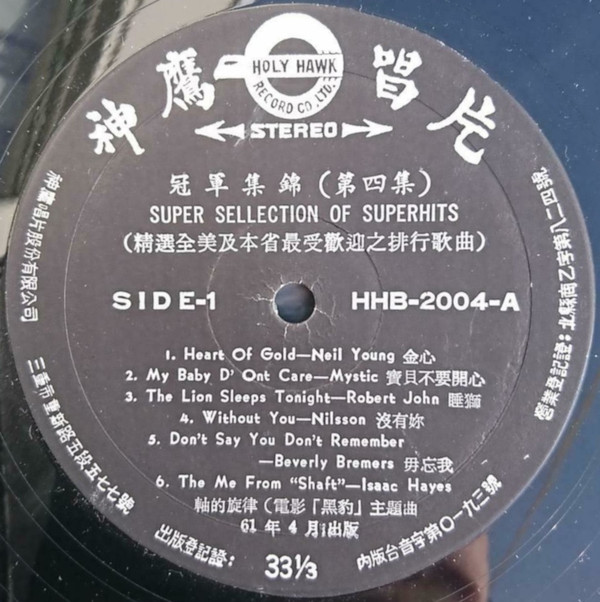 HOLY HAWK
RECORD CO.,LTD.
神鷹唱片
STEREO
冠軍集錦(第四集)
SUPER SELLECTION OF SUPERHITS
(精選全美及本省最受歡迎之排行歌曲)
SIDE-1 HHB-2004-A
1. Heart Of Gold—Neil Young 金心
2. My Baby D' Ont Care—Mystic 寶貝不要開心
3. The Lion Sleeps Tonight—Robert John 睡獅
4. Without You—Nilsson 沒有妳
5. Don't Say You Don't Remember
—Beverly Bremers 毋忘我
6. The Me From "Shaft"—Isaac Hayes
軸的旋律(電影「黑豹」主題曲
61年4月出版
33⅓
神鷹唱片股份有限公司
三重市重新路五段五七七號
出版登記證:
內版台音字第〇一九三號
營業登記證:北縣商乙字第八二四號